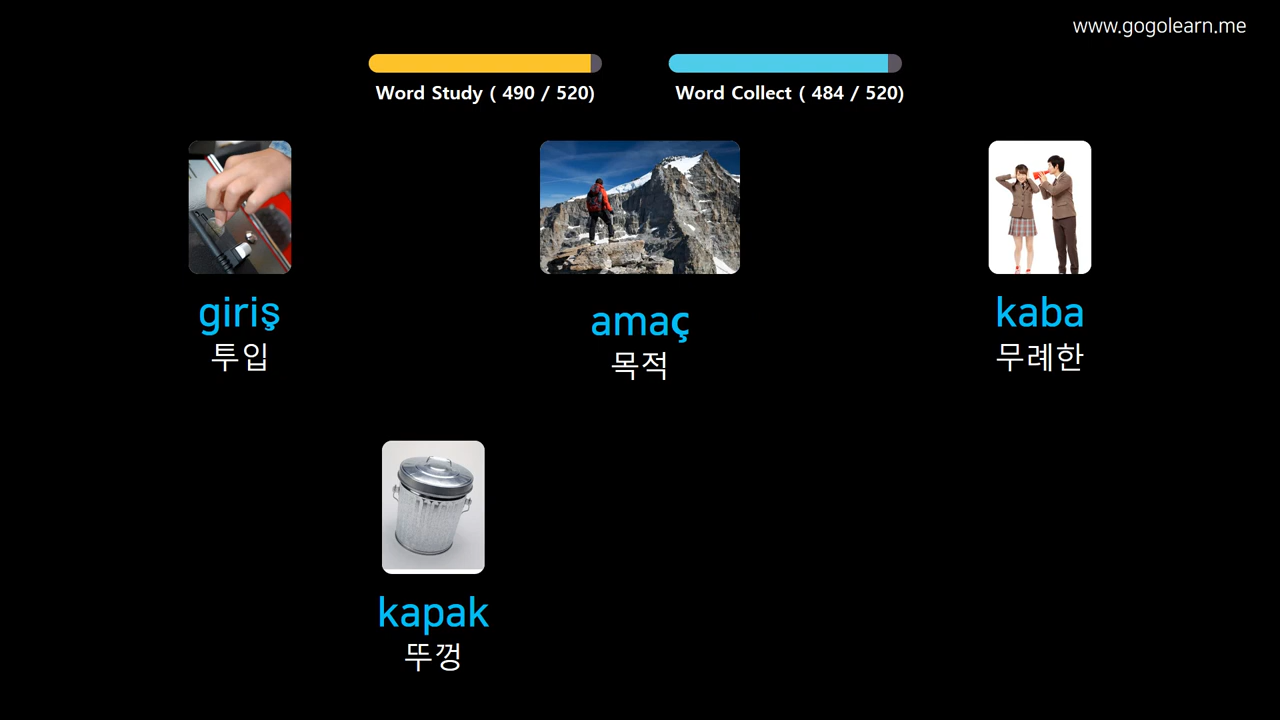 www.gogolearn.me
Word Study ( 490 / 520)
Word Collect ( 484 / 520)
giriş
투입
amaç
목적
kaba
무례한
kapak
뚜껑